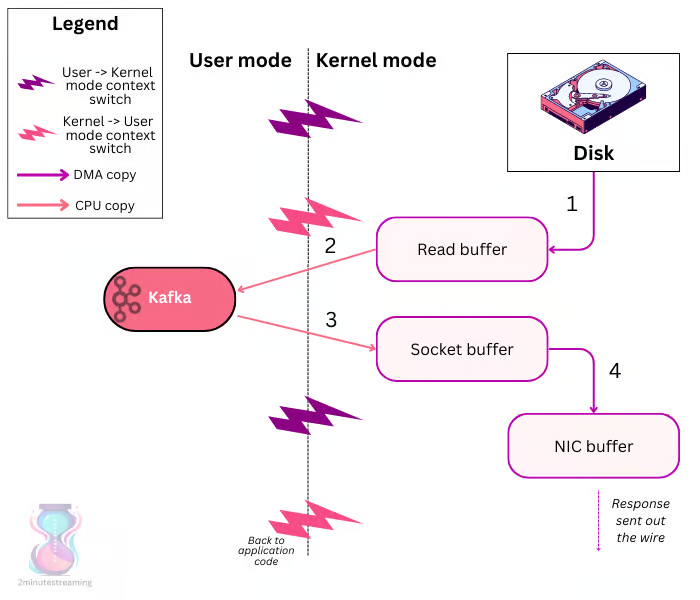 Legend
User -> Kernel
mode context
switch
Kernel -> User
mode context
switch
DMA copy
CPU copy
User mode
Kernel mode
Disk
1
Read buffer
2
Kafka
3
Socket buffer
4
NIC buffer
Response
sent out
the wire
Back to
application
code
2minutestreaming